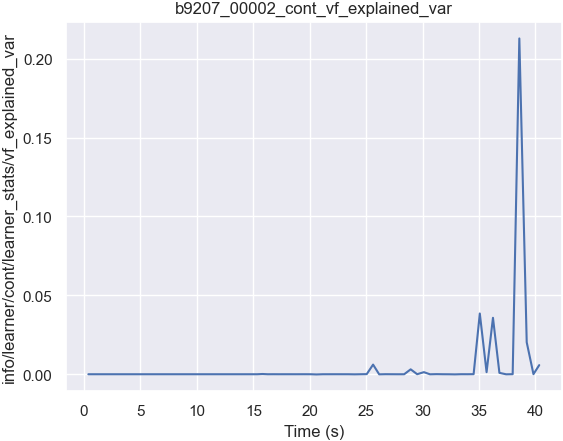 b9207_00002_cont_vf_explained_var
info/learner/cont/learner_stats/vf_explained_var
0.20
0.15
0.10
0.05
0.00
0 5 10 15 20 25 30 35 40
Time (s)